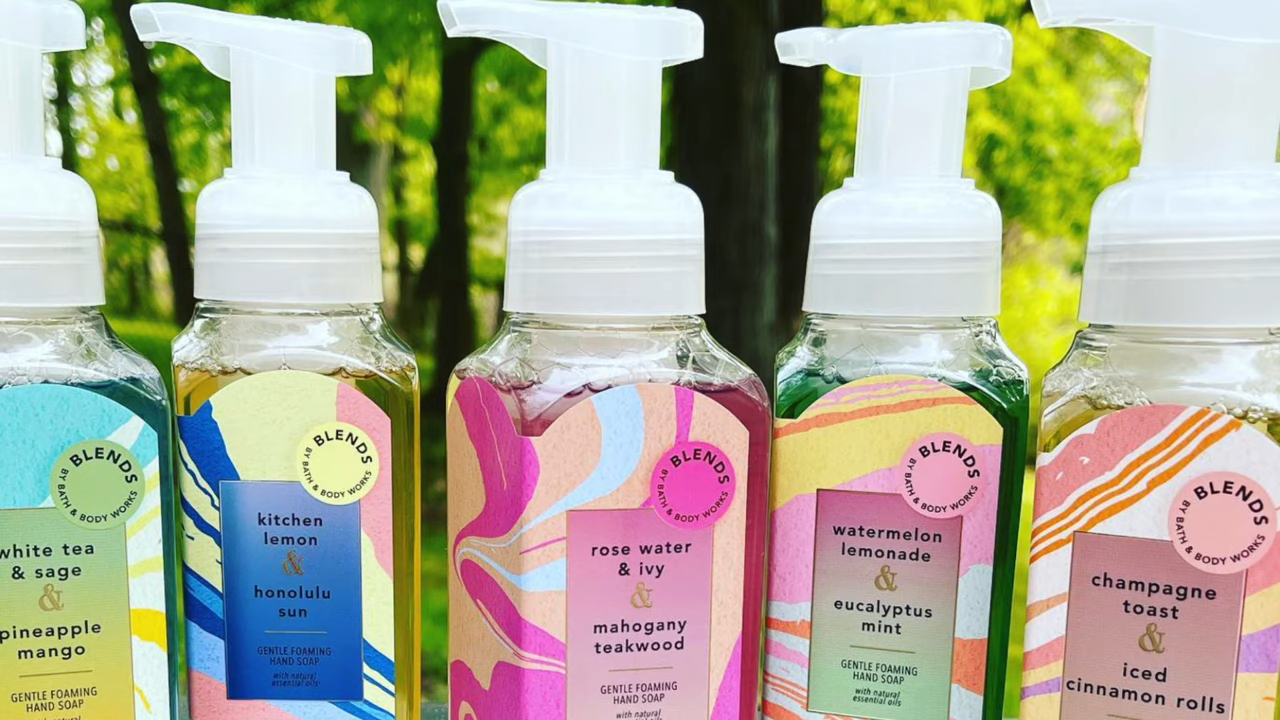 BLENDS
BY BATH & BODY WORKS
white tea
& sage
&
pineapple
mango
GENTLE FOAMING
HAND SOAP
BLENDS
BY BATH & BODY WORKS
kitchen
lemon
&
honolulu
sun
GENTLE FOAMING
HAND SOAP
with natural
essential oils
BLENDS
BY BATH & BODY WORKS
rose water
& ivy
&
mahogany
teakwood
GENTLE FOAMING
HAND SOAP
with natural
BLENDS
BY BATH & BODY WORKS
watermelon
lemonade
&
eucalyptus
mint
GENTLE FOAMING
HAND SOAP
with natural
essential oils
BLENDS
BY BATH & BODY WORKS
champagne
toast
&
iced
cinnamon rolls